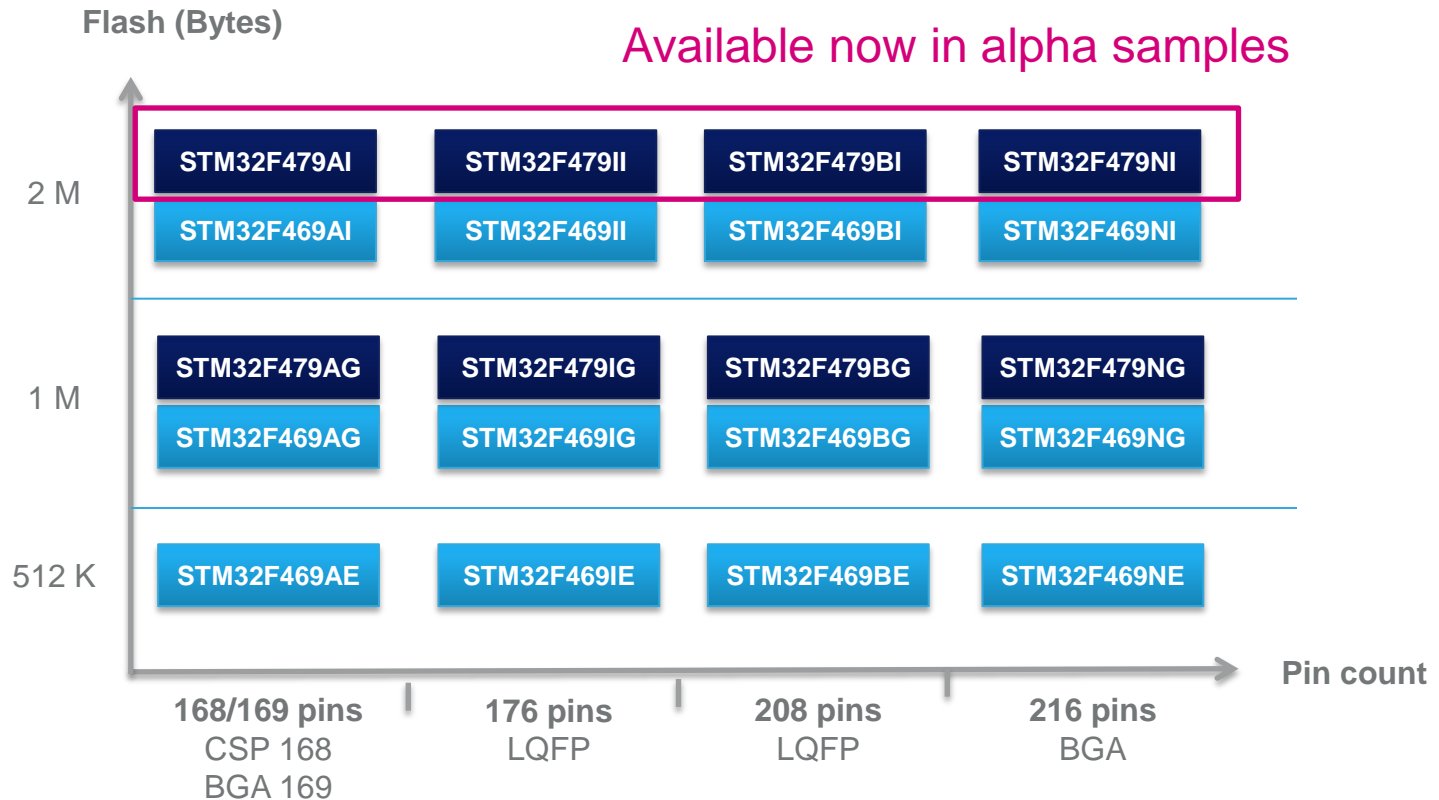 Flash (Bytes)
Available now in alpha samples
2 M
STM32F479AI
STM32F479II
STM32F479BI
STM32F479NI
STM32F469AI
STM32F469II
STM32F469BI
STM32F469NI
1 M
STM32F479AG
STM32F479IG
STM32F479BG
STM32F479NG
STM32F469AG
STM32F469IG
STM32F469BG
STM32F469NG
512 K
STM32F469AE
STM32F469IE
STM32F469BE
STM32F469NE
Pin count
168/169 pins
CSP 168
BGA 169
176 pins
LQFP
208 pins
LQFP
216 pins
BGA